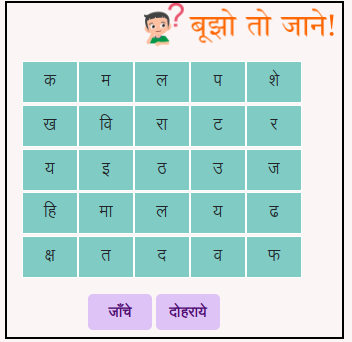 ?
बूझो तो जाने!
क म ल प शे
ख वि रा ट र
य इ ठ उ ज
हि मा ल य ढ
क्ष त द व फ
जाँचे दोहराये